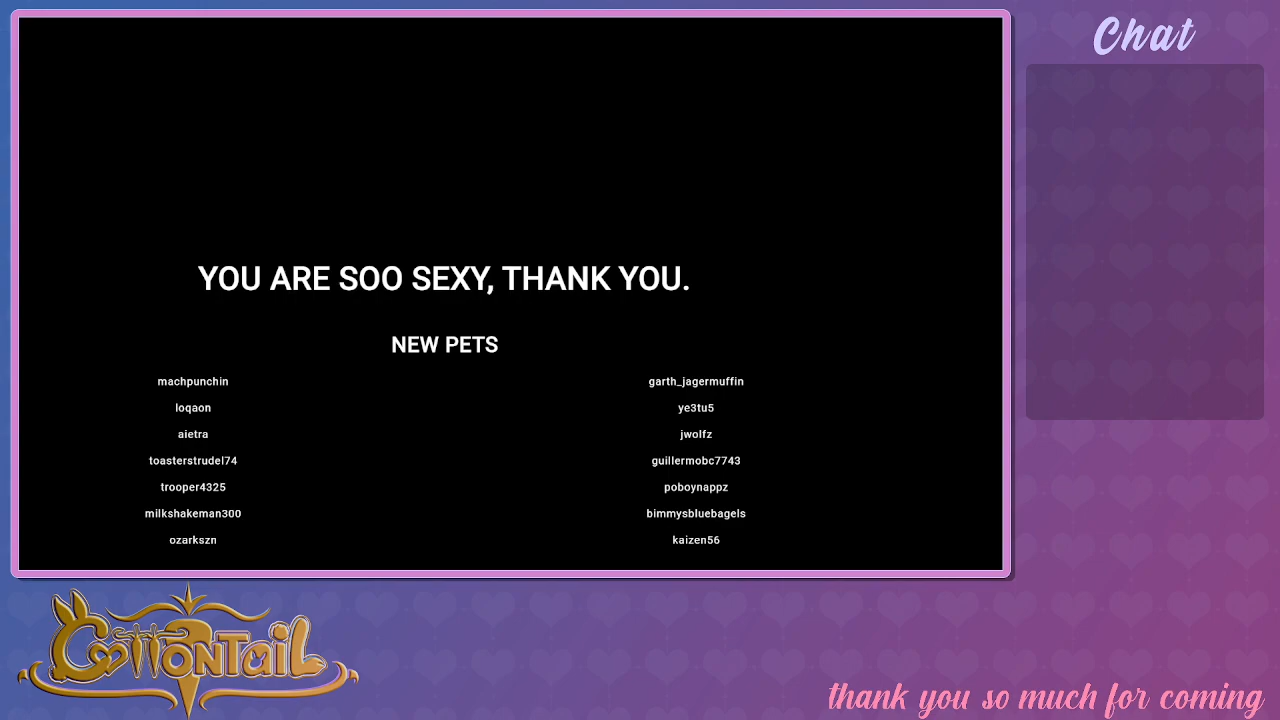 Chat
YOU ARE SOO SEXY, THANK YOU.
NEW PETS
machpunchin
garth_jagermuffin
loqaon
ye3tu5
aietra
jwolfz
toasterstrudel74
guillermobc7743
trooper4325
poboynappz
milkshakeman300
bimmysbluebagels
ozarkszn
kaizen56
CottonTail
thank you so much for coming